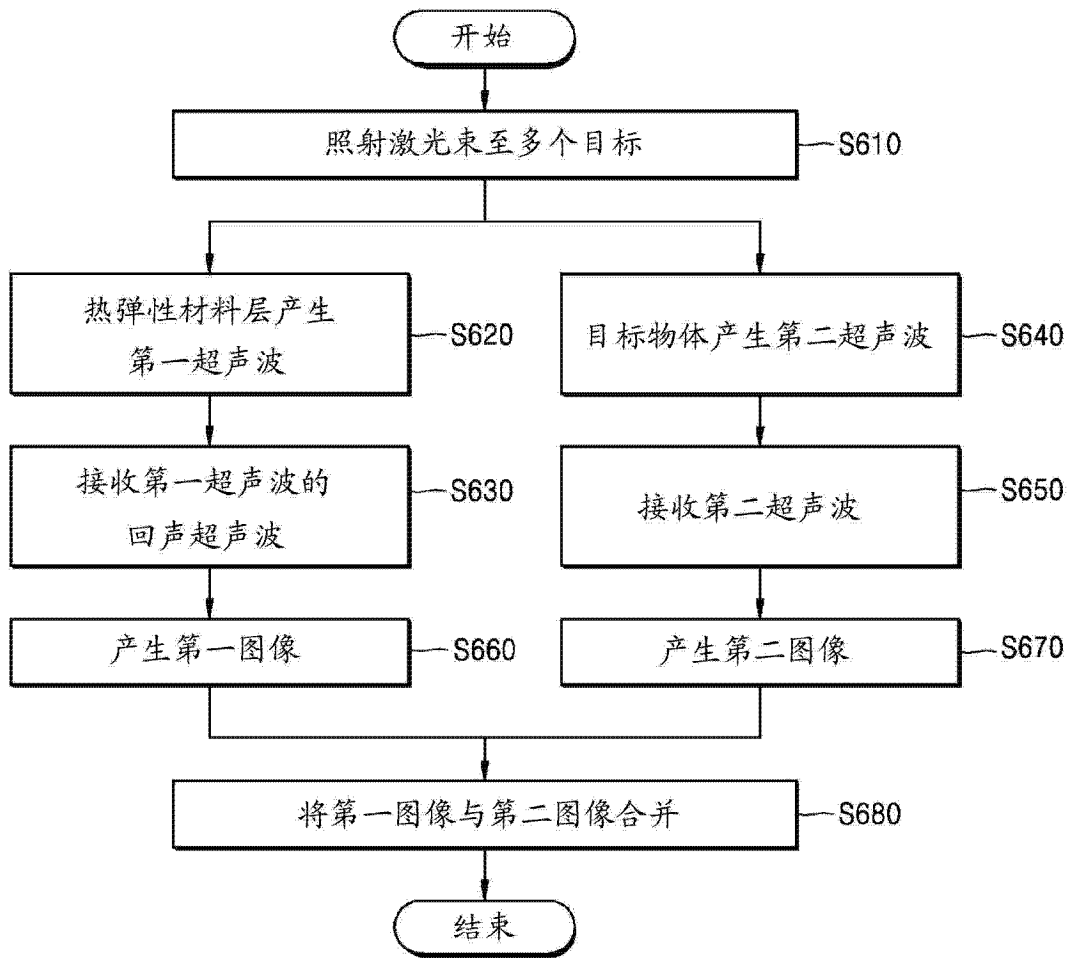 开始
照射激光束至多个目标
S610
热弹性材料层产生
第一超声波
S620
目标物体产生第二超声波
S640
接收第一超声波的
回声超声波
S630
接收第二超声波
S650
产生第一图像
S660
产生第二图像
S670
将第一图像与第二图像合并
S680
结束